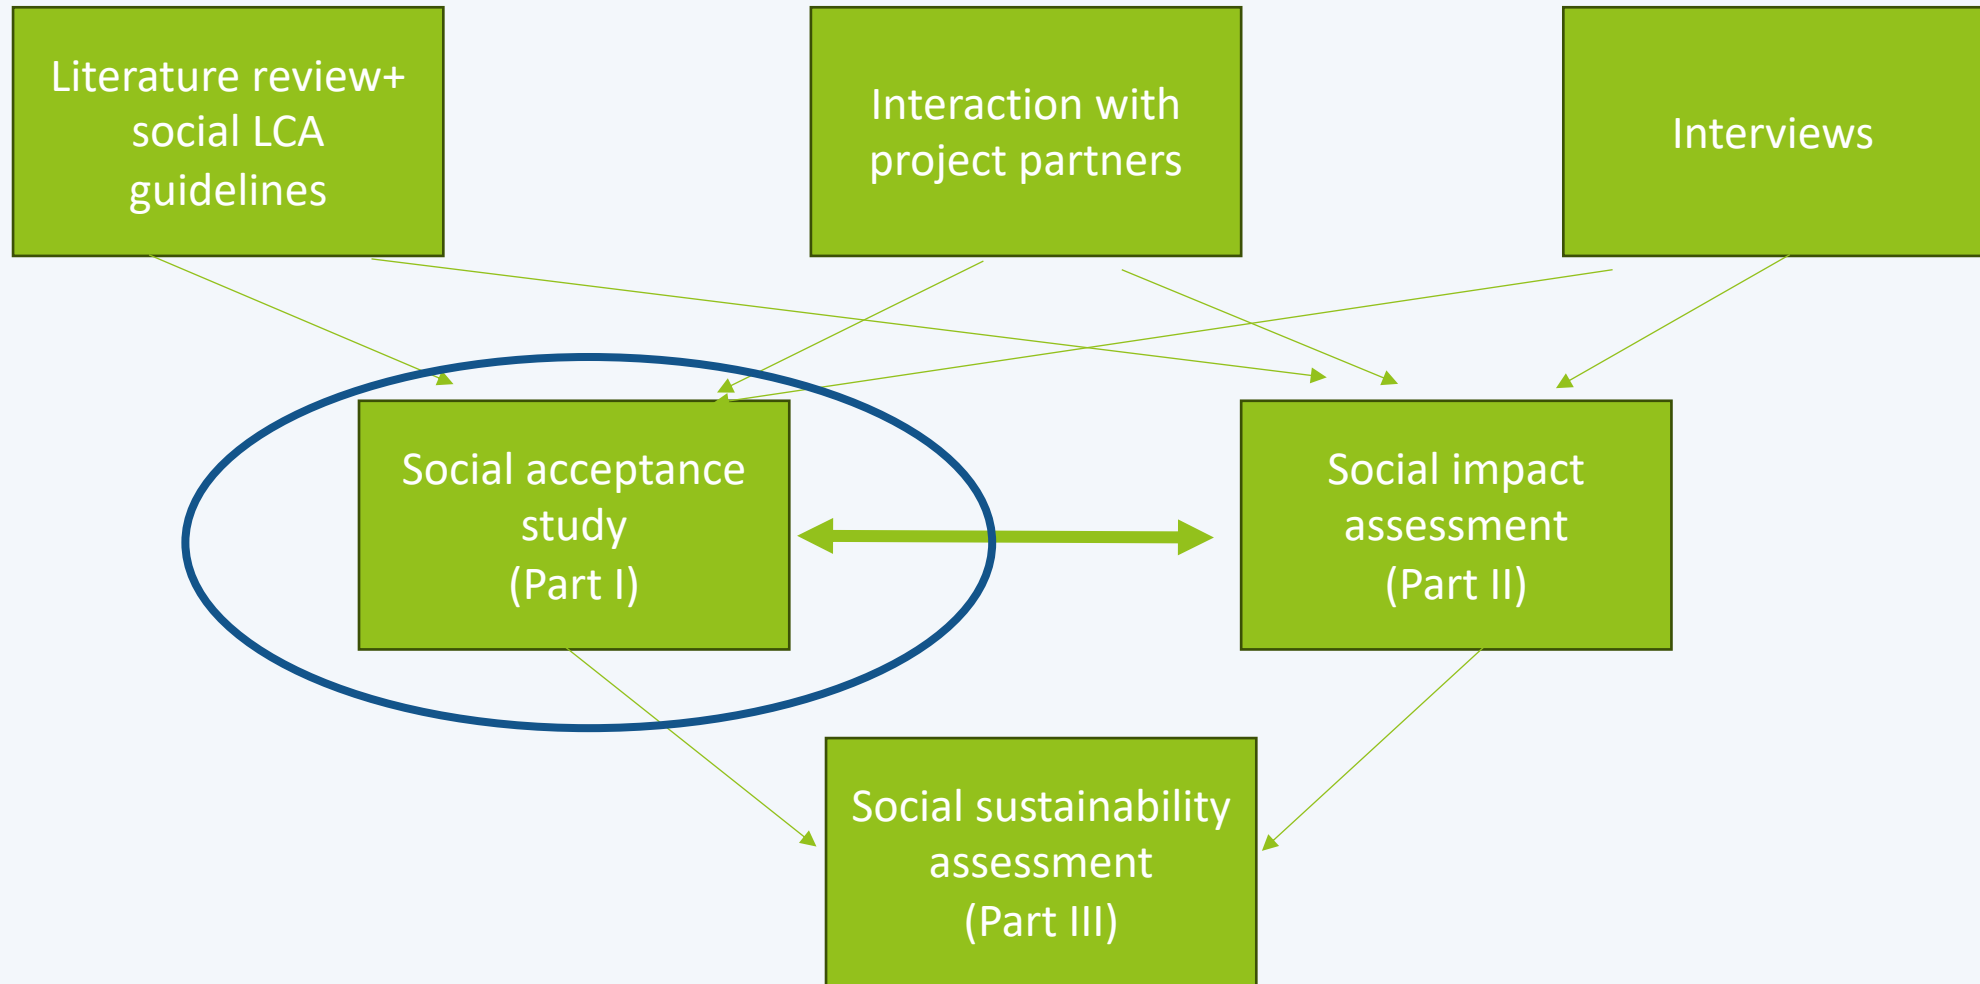 Literature review+
social LCA
guidelines
Interaction with
project partners
Interviews
Social acceptance
study
(Part I)
Social impact
assessment
(Part II)
Social sustainability
assessment
(Part III)